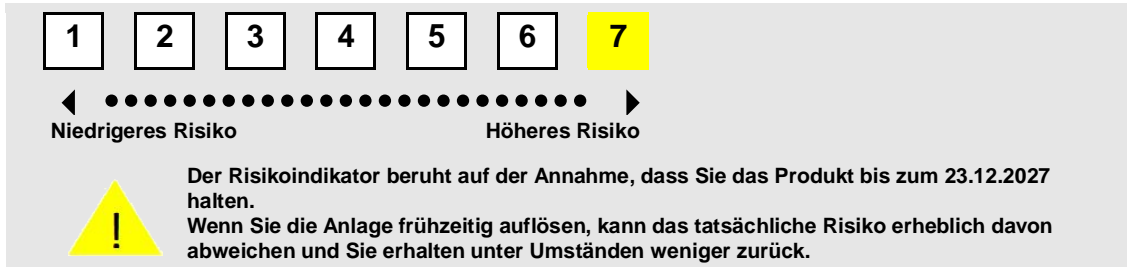 1 2 3 4 5 6 7
Niedrigeres Risiko Höheres Risiko
Der Risikoindikator beruht auf der Annahme, dass Sie das Produkt bis zum 23.12.2027
halten.
Wenn Sie die Anlage frühzeitig auflösen, kann das tatsächliche Risiko erheblich davon
abweichen und Sie erhalten unter Umständen weniger zurück.
!